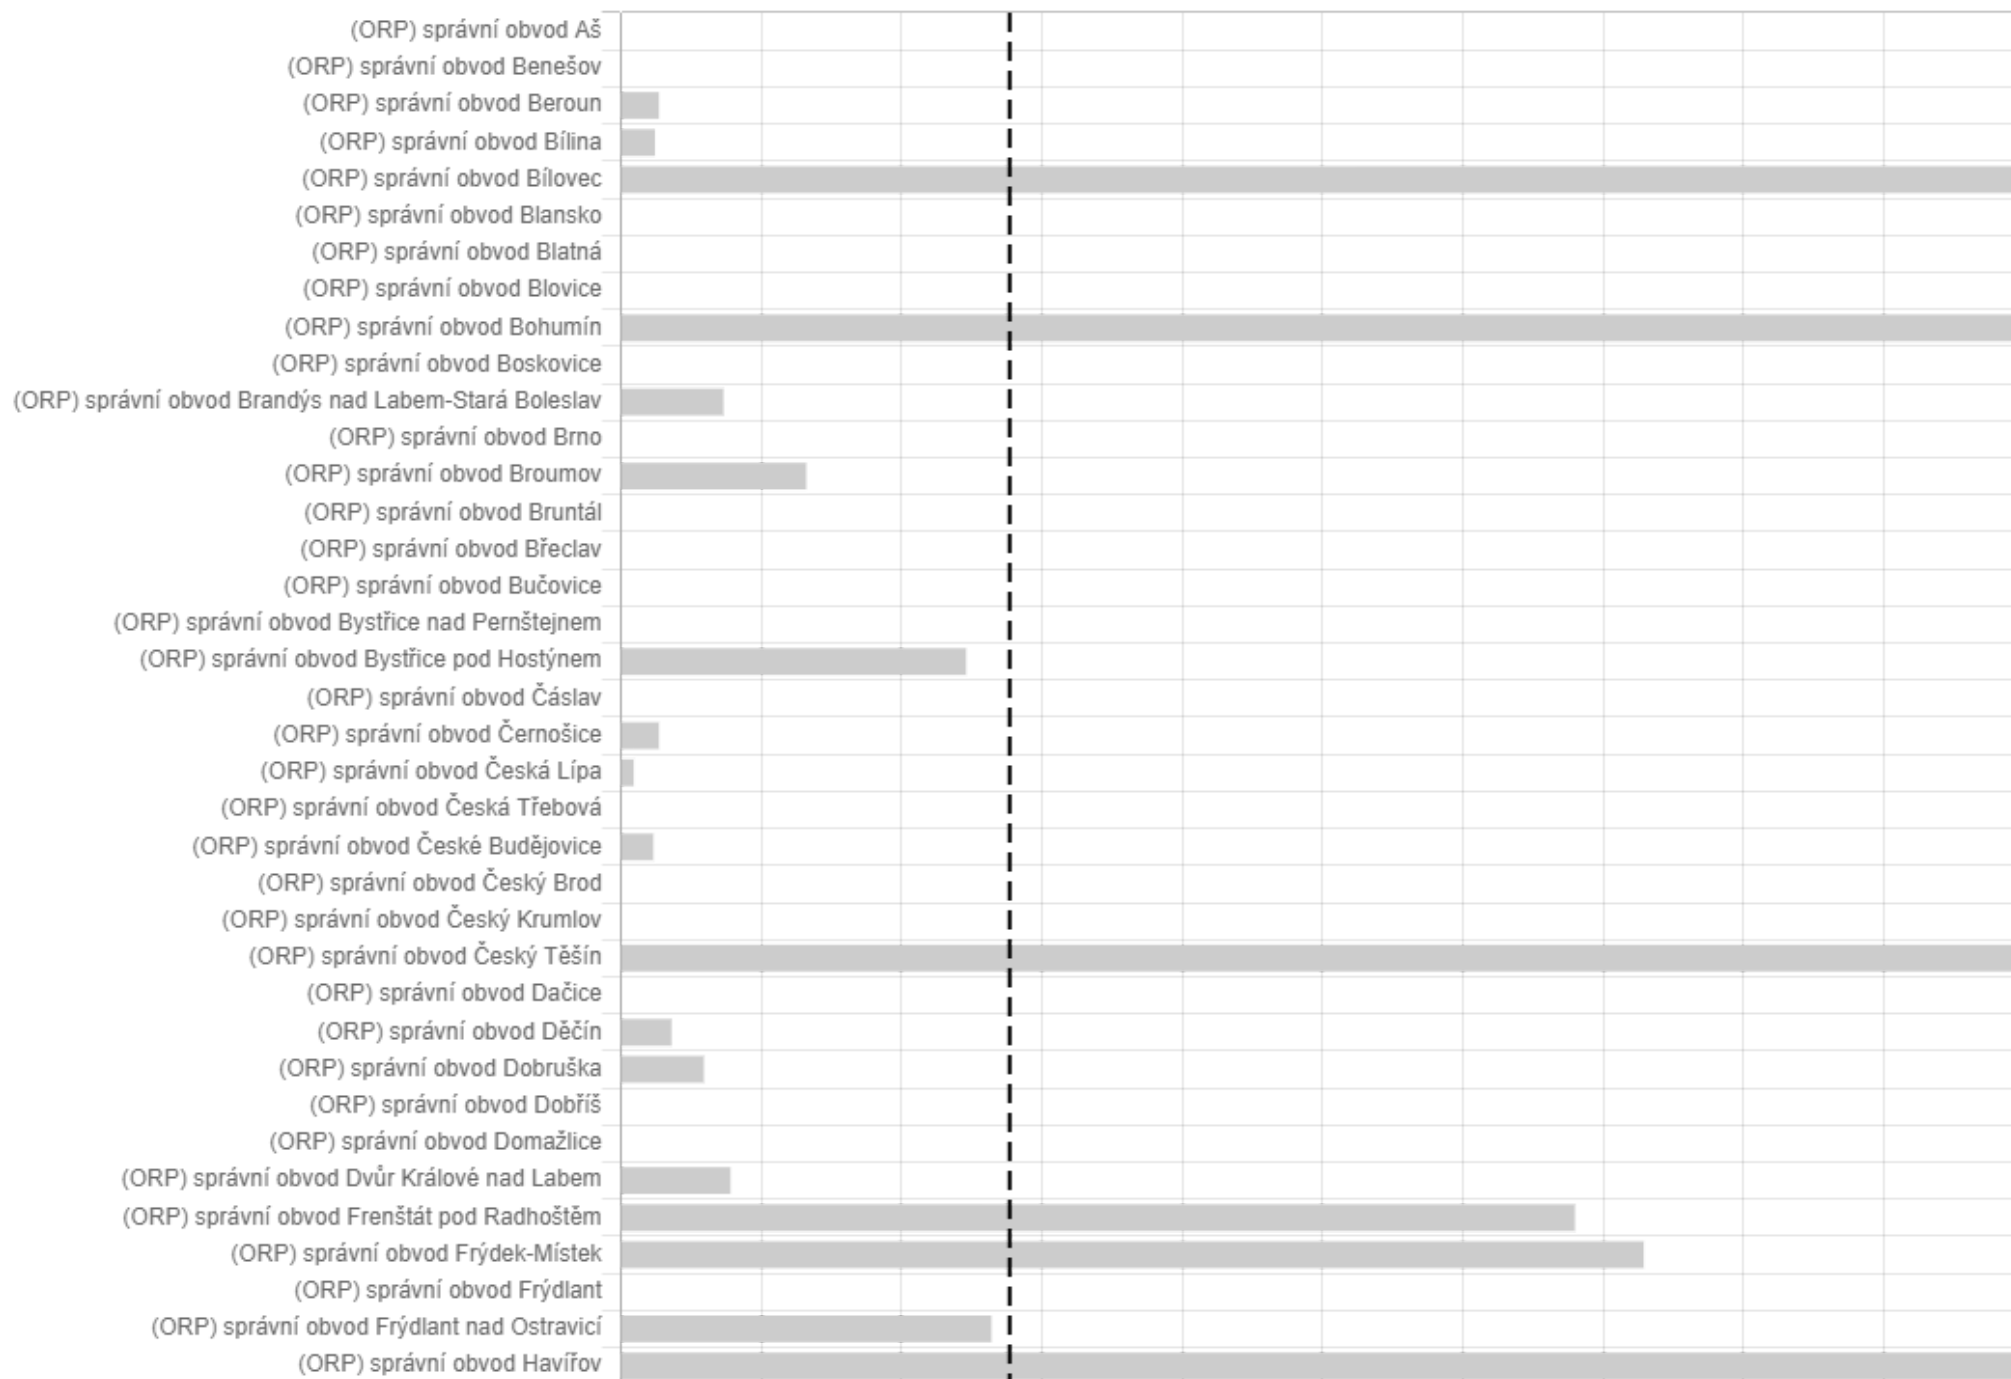 (ORP) správní obvod Aš
(ORP) správní obvod Benešov
(ORP) správní obvod Beroun
(ORP) správní obvod Bílina
(ORP) správní obvod Bílovec
(ORP) správní obvod Blansko
(ORP) správní obvod Blatná
(ORP) správní obvod Blovice
(ORP) správní obvod Bohumín
(ORP) správní obvod Boskovice
(ORP) správní obvod Brandýs nad Labem-Stará Boleslav
(ORP) správní obvod Brno
(ORP) správní obvod Broumov
(ORP) správní obvod Bruntál
(ORP) správní obvod Břeclav
(ORP) správní obvod Bučovice
(ORP) správní obvod Bystřice nad Pernštejnem
(ORP) správní obvod Bystřice pod Hostýnem
(ORP) správní obvod Čáslav
(ORP) správní obvod Černošice
(ORP) správní obvod Česká Lípa
(ORP) správní obvod Česká Třebová
(ORP) správní obvod České Budějovice
(ORP) správní obvod Český Brod
(ORP) správní obvod Český Krumlov
(ORP) správní obvod Český Těšín
(ORP) správní obvod Dačice
(ORP) správní obvod Děčín
(ORP) správní obvod Dobruška
(ORP) správní obvod Dobříš
(ORP) správní obvod Domažlice
(ORP) správní obvod Dvůr Králové nad Labem
(ORP) správní obvod Frenštát pod Radhoštěm
(ORP) správní obvod Frýdek-Místek
(ORP) správní obvod Frýdlant
(ORP) správní obvod Frýdlant nad Ostravicí
(ORP) správní obvod Havířov